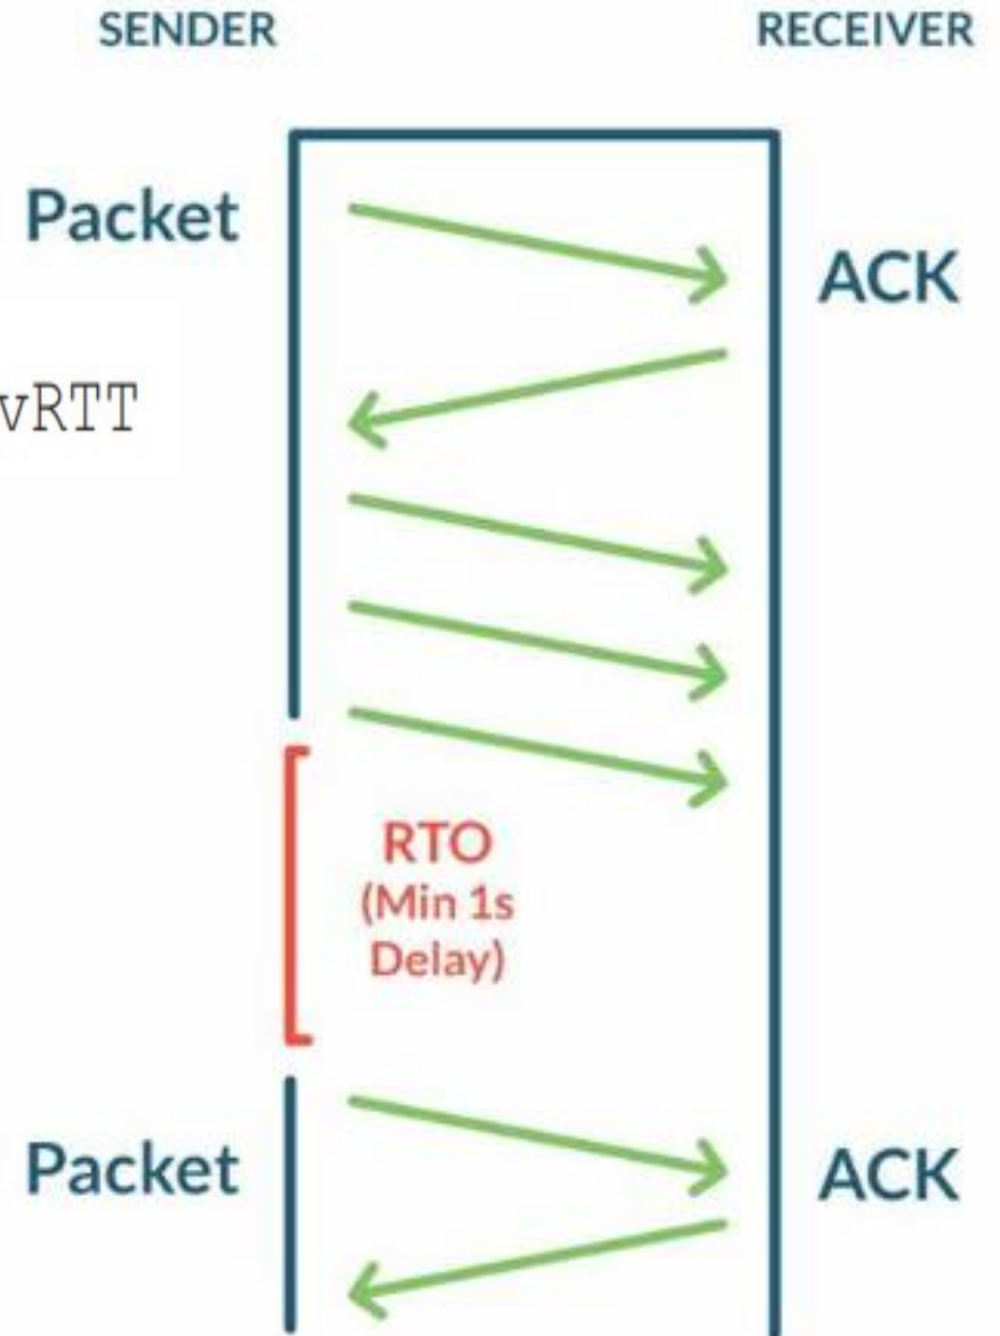 SENDER RECEIVER
Packet
ACK
vRTT
RTO
(Min 1s
Delay)
Packet
ACK